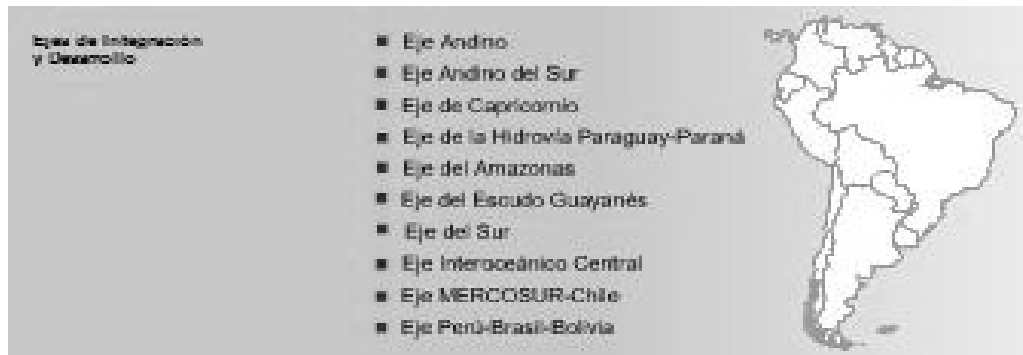 Ejes de Integración
y Desarrollo
Eje Andino
Eje Andino del Sur
Eje de Capricornio
Eje de la Hidrovía Paraguay-Paraná
Eje del Amazonas
Eje del Escudo Guayanés
Eje del Sur
Eje Interoceánico Central
Eje MERCOSUR-Chile
Eje Perú-Brasil-Bolivia